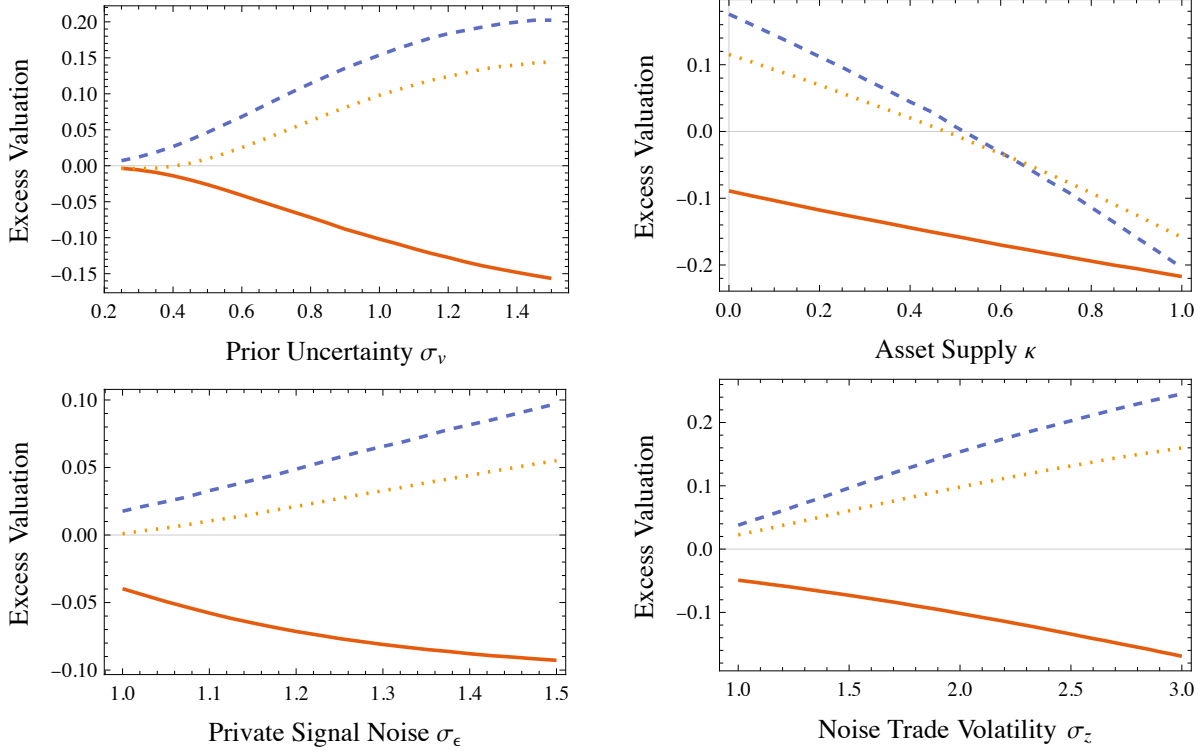 Excess Valuation
0.20
0.15
0.10
0.05
0.00
−0.05
−0.10
−0.15
0.2 0.4 0.6 0.8 1.0 1.2 1.4
Prior Uncertainty σv
Excess Valuation
0.1
0.0
−0.1
−0.2
0.0 0.2 0.4 0.6 0.8 1.0
Asset Supply κ
Excess Valuation
0.10
0.05
0.00
−0.05
−0.10
1.0 1.1 1.2 1.3 1.4 1.5
Private Signal Noise σϵ
Excess Valuation
0.2
0.1
0.0
−0.1
1.0 1.5 2.0 2.5 3.0
Noise Trade Volatility σz